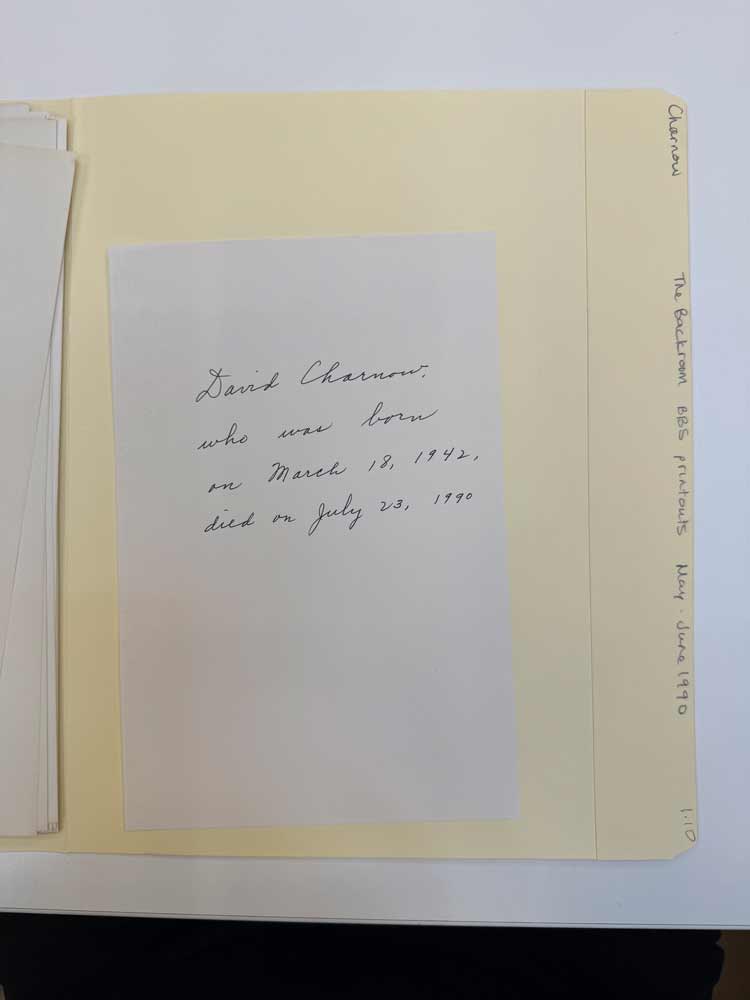 David Charnow,
who was born
on March 18, 1942,
died on July 23, 1990
Charnow
The Backroom BBS printouts May - June 1990
1.10